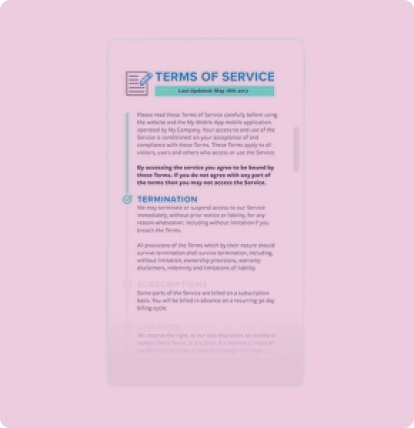 TERMS OF SERVICE
Last Updated: May 18th 2017
Please read these Terms of Service carefully before using
the website and the My Mobile App mobile application
operated by My Company. Your access to and use of the
Service is conditioned on your acceptance of and
compliance with these Terms. These Terms apply to all
visitors, users and others who access or use the Service.
By accessing the service you agree to be bound by
these Terms. If you do not agree with any part of
the terms then you may not access the Service.
TERMINATION
We may terminate or suspend access to our Service
immediately, without prior notice or liability, for any
reason whatsoever, including without limitation if you
breach the Terms.
All provisions of the Terms which by their nature should
survive termination shall survive termination, including,
without limitation, ownership provisions, warranty
disclaimers, indemnity and limitations of liability.
SUBSCRIPTIONS
Some parts of the Service are billed on a subscription
basis. You will be billed in advance on a recurring 30 day
billing cycle.
CHANGES
We reserve the right, at our sole discretion, to modify or
replace these Terms at any time. If a revision is material